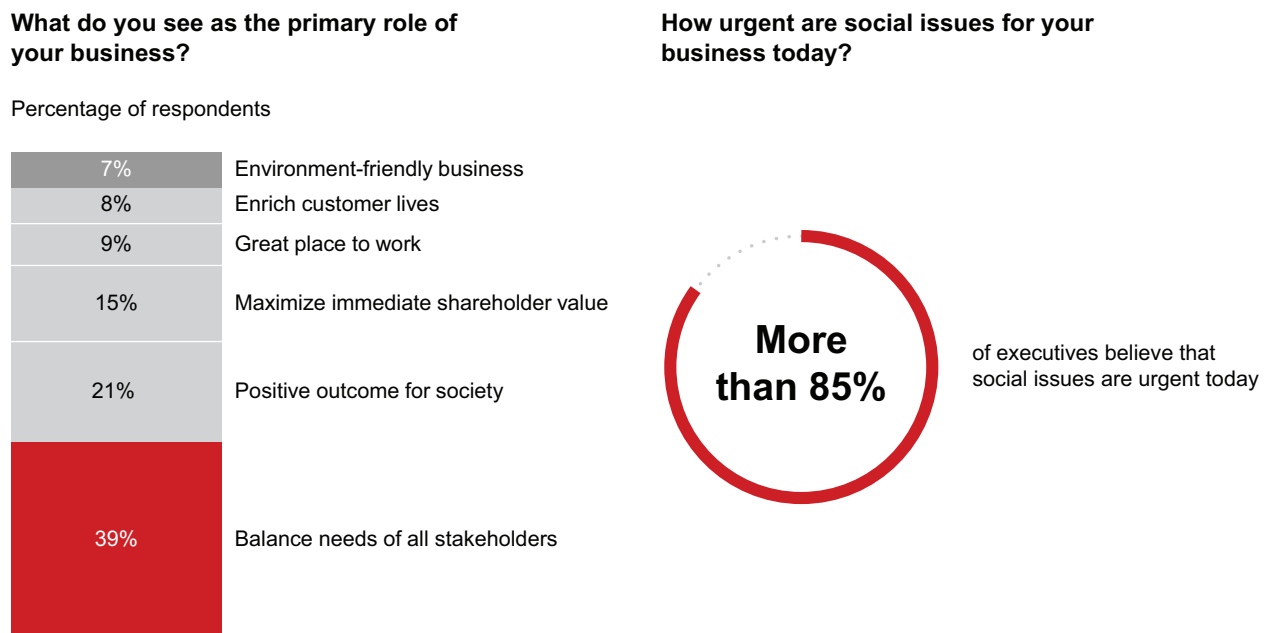 What do you see as the primary role of
your business?
Percentage of respondents
7% Environment-friendly business
8% Enrich customer lives
9% Great place to work
15% Maximize immediate shareholder value
21% Positive outcome for society
39% Balance needs of all stakeholders
How urgent are social issues for your
business today?
More
than 85%
of executives believe that
social issues are urgent today